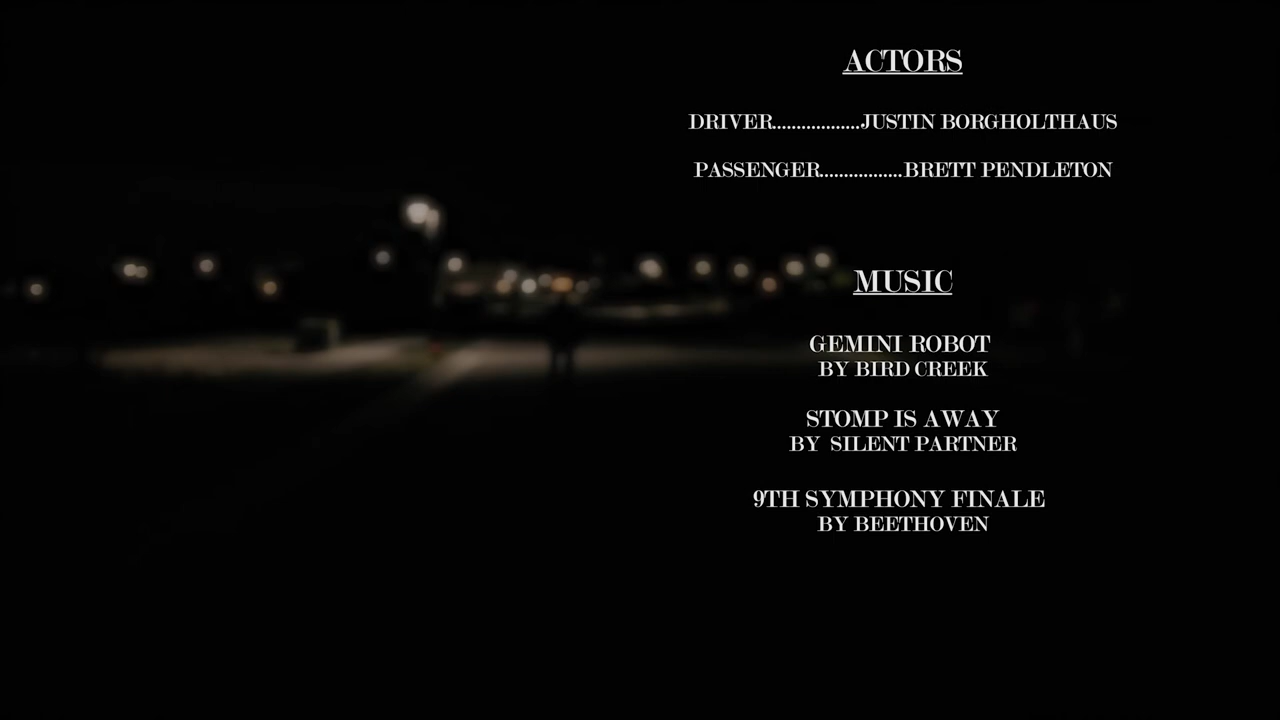 ACTORS
DRIVER..................JUSTIN BORGHOLTHAUS
PASSENGER.................BRETT PENDLETON
MUSIC
GEMINI ROBOT
BY BIRD CREEK
STOMP IS AWAY
BY SILENT PARTNER
9TH SYMPHONY FINALE
BY BEETHOVEN